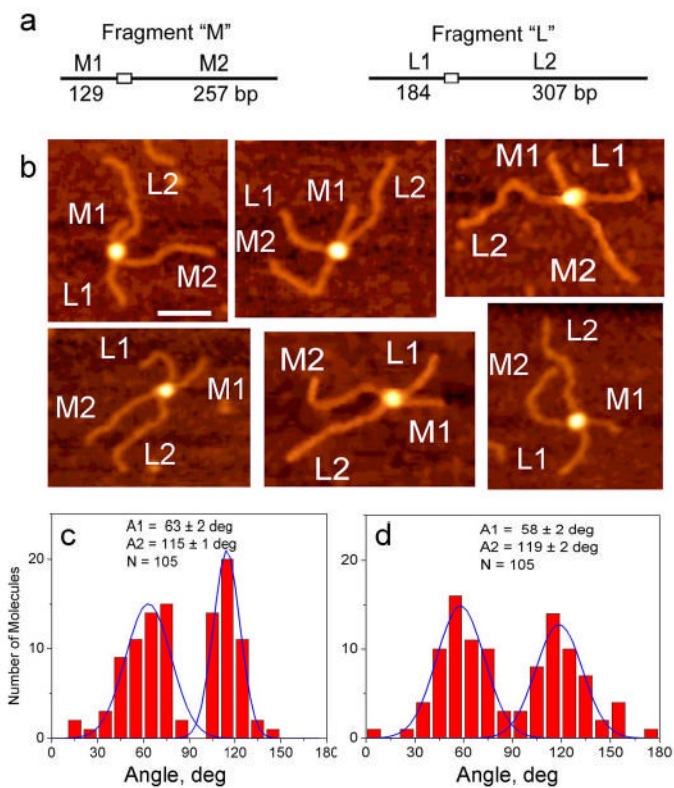 a
Fragment “M”
M1 M2
129 257 bp
Fragment “L”
L1 L2
184 307 bp
b
L2
M1
M2
L1
L2
L1 M1
M2
M1 L1
L2
M2
L1
M1
M2
L2
M2 L1
M1
L2
L2
M2
M1
L1
c
A1 = 63 ± 2 deg
A2 = 115 ± 1 deg
N = 105
Number of Molecules
20
10
0
0 30 60 90 120 150 180
Angle, deg
d
A1 = 58 ± 2 deg
A2 = 119 ± 2 deg
N = 105
20
10
0
0 30 60 90 120 150 180
Angle, deg